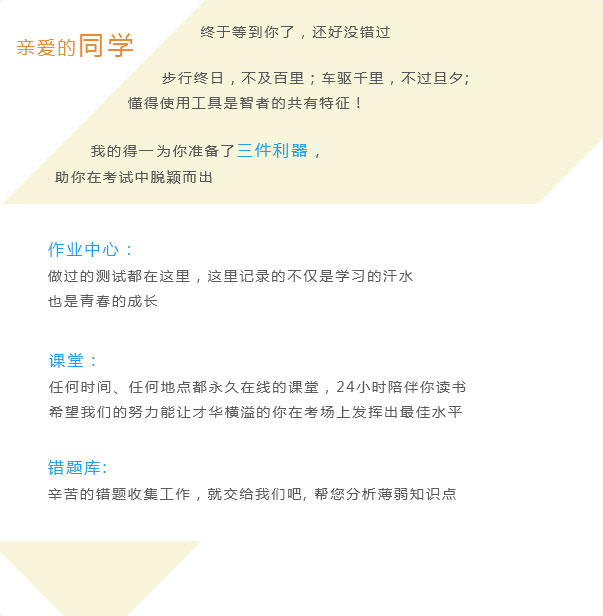 亲爱的同学
终于等到你了，还好没错过
步行终日，不及百里；车驱千里，不过旦夕;
懂得使用工具是智者的共有特征！
我的得一为你准备了三件利器，
助你在考试中脱颖而出
作业中心：
做过的测试都在这里，这里记录的不仅是学习的汗水
也是青春的成长
课堂：
任何时间、任何地点都永久在线的课堂，24小时陪伴你读书
希望我们的努力能让才华横溢的你在考场上发挥出最佳水平
错题库:
辛苦的错题收集工作，就交给我们吧, 帮您分析薄弱知识点